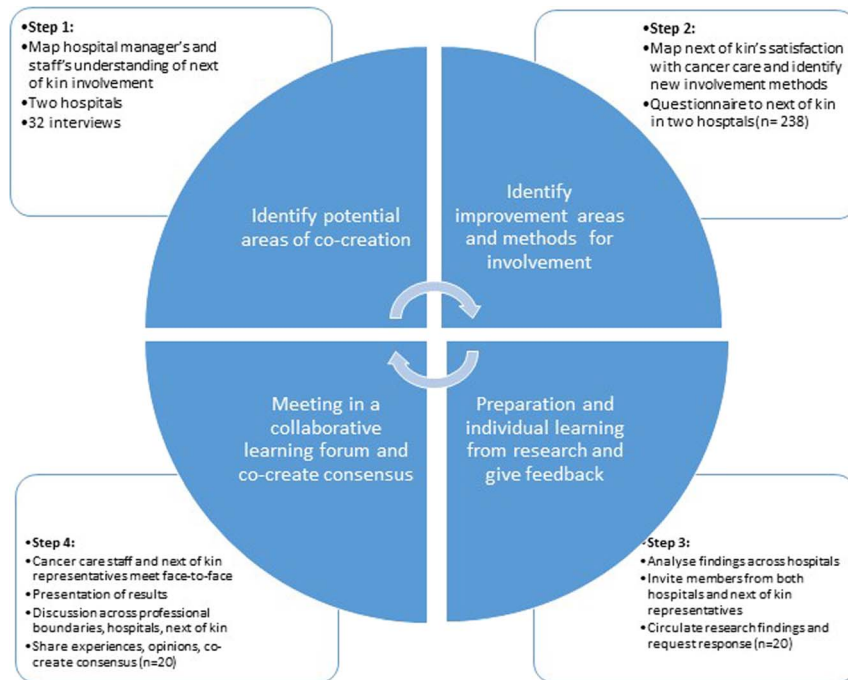 •Step 1:
•Map hospital manager's and
staff's understanding of next
of kin involvement
•Two hospitals
•32 interviews
•Step 2:
•Map next of kin's satisfaction
with cancer care and identify
new involvement methods
•Questionnaire to next of kin
in two hosptals (n= 238)
Identify potential
areas of co-creation
Identify
improvement areas
and methods for
involvement
Meeting in a
collaborative
learning forum and
co-create consensus
Preparation and
individual learning
from research and
give feedback
•Step 4:
•Cancer care staff and next of kin
representatives meet face-to-face
•Presentation of results
•Discussion across professional
boundaries, hospitals, next of kin
•Share experiences, opinions, co-
create consensus (n=20)
•Step 3:
•Analyse findings across hospitals
•Invite members from both
hospitals and next of kin
representatives
•Circulate research findings and
request response (n=20)